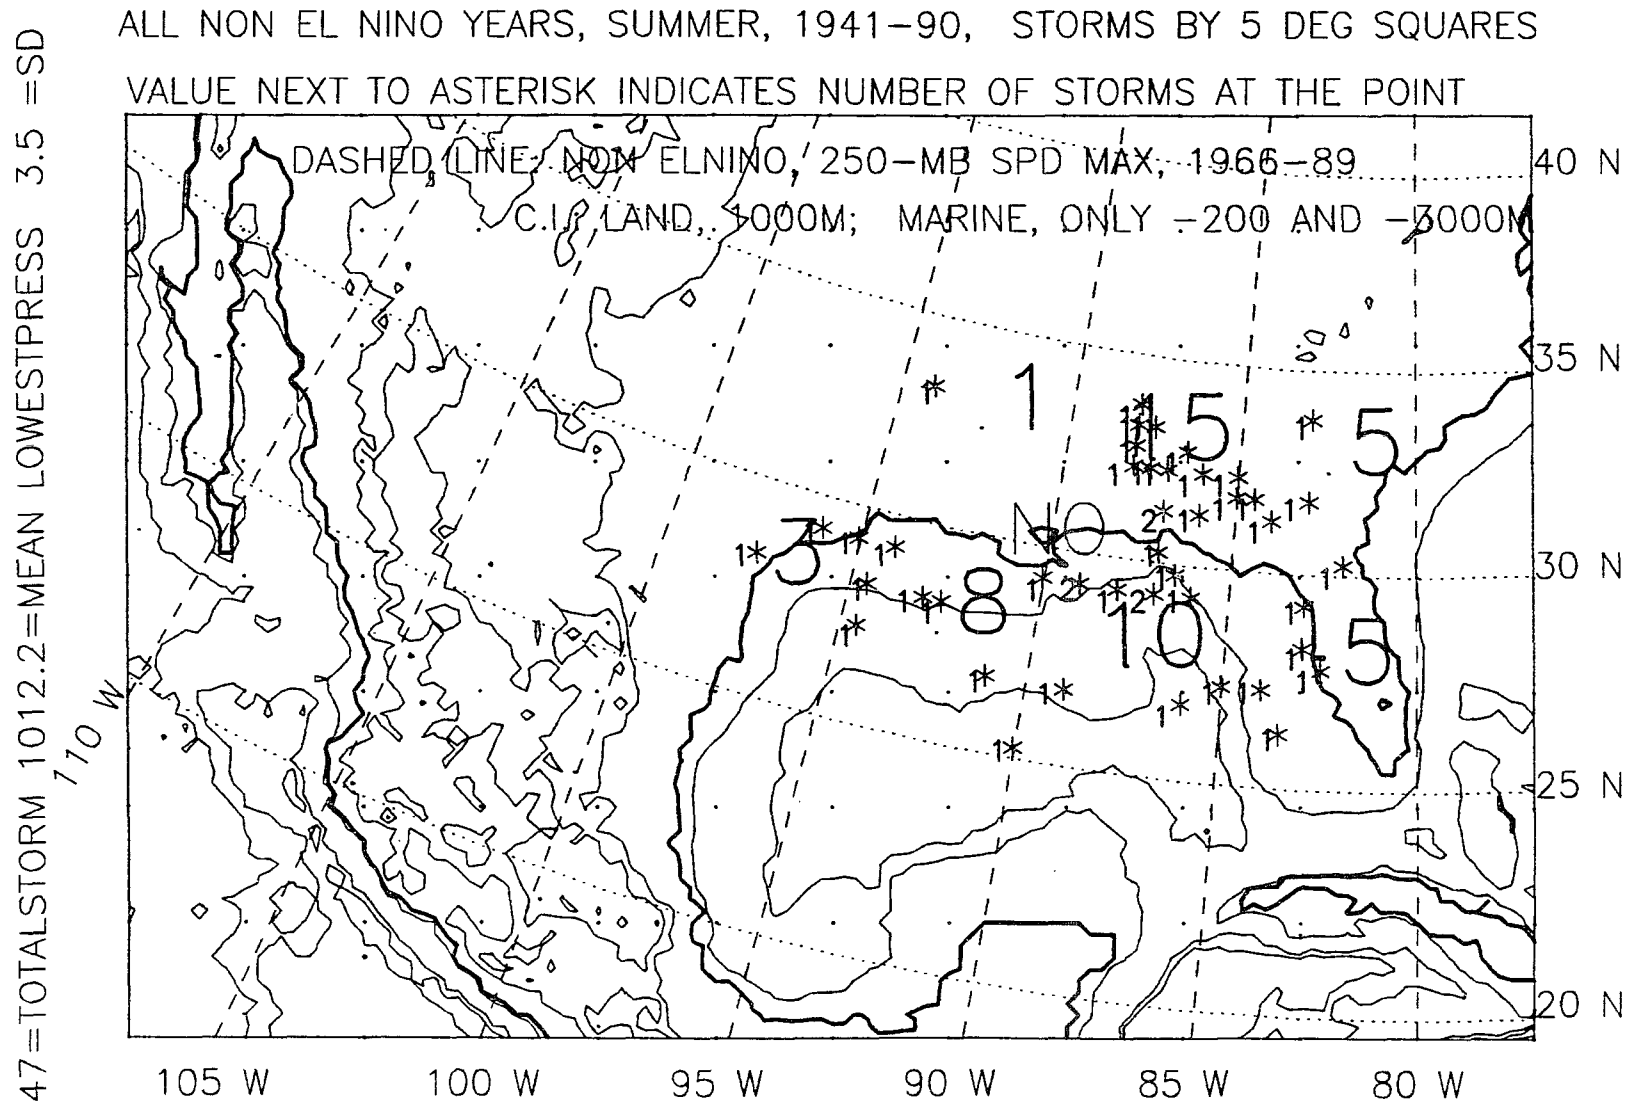 ALL NON EL NINO YEARS, SUMMER, 1941-90, STORMS BY 5 DEG SQUARES
VALUE NEXT TO ASTERISK INDICATES NUMBER OF STORMS AT THE POINT
DASHED LINE: NON ELNINO, 250-MB SPD MAX, 1966-89
C.I., LAND, 1000M; MARINE, ONLY -200 AND -3000M
47=TOTALSTORM 1012.2=MEAN LOWESTPRESS 3.5 =SD
40 N
35 N
30 N
25 N
20 N
1
15
5
NO
3
8
10
5
110 W
105 W
100 W
95 W
90 W
85 W
80 W